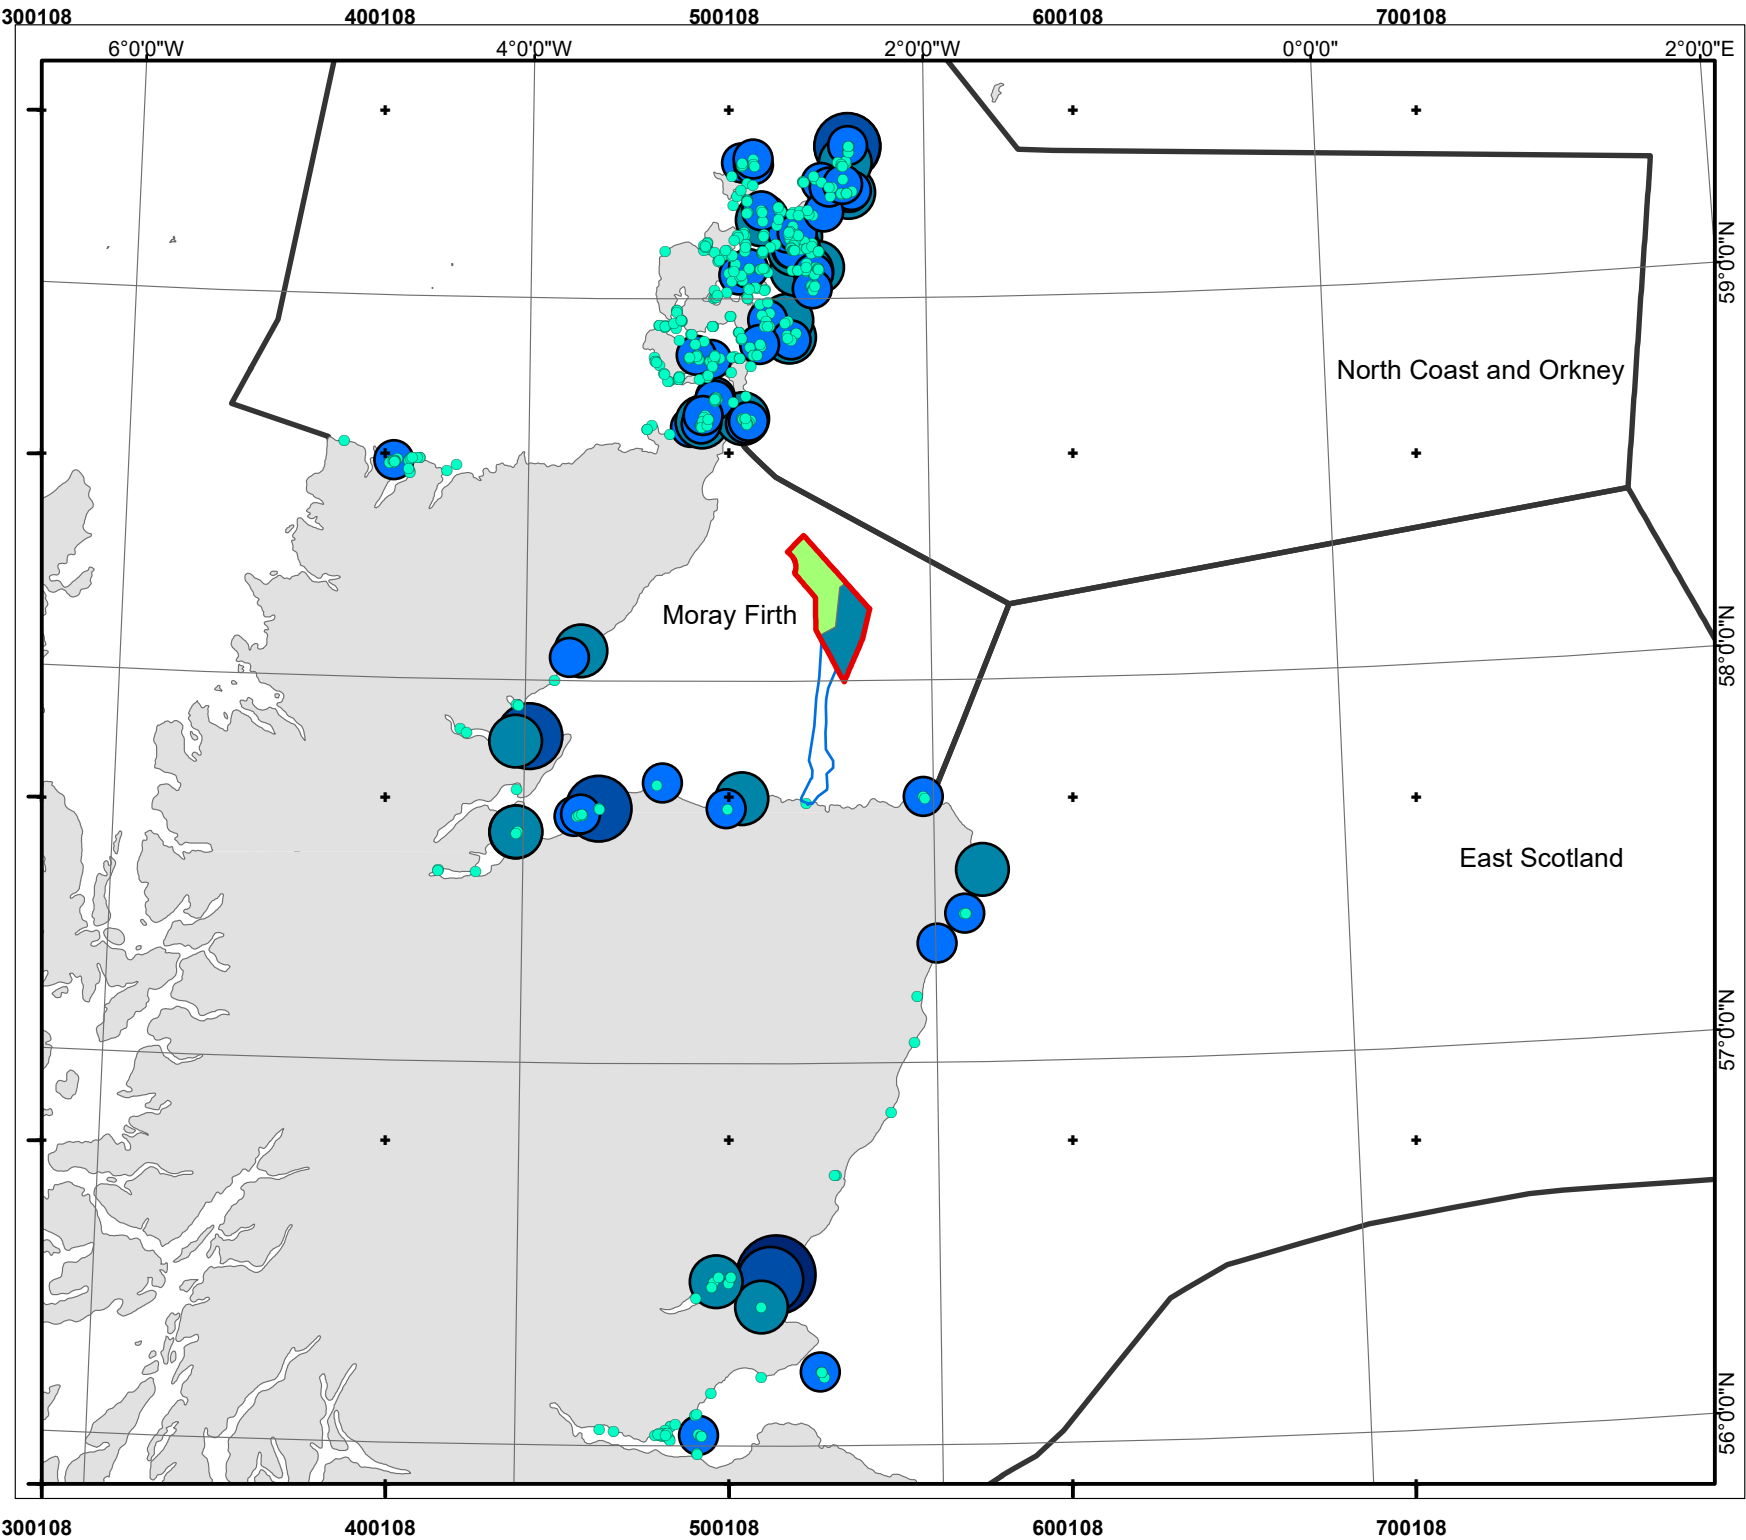 300108 400108 500108 600108 700108
6°0'0"W 4°0'0"W 2°0'0"W 0°0'0" 2°0'0"E
59°0'0"N
North Coast and Orkney
Moray Firth
58°0'0"N
East Scotland
57°0'0"N
56°0'0"N
300108 400108 500108 600108 700108